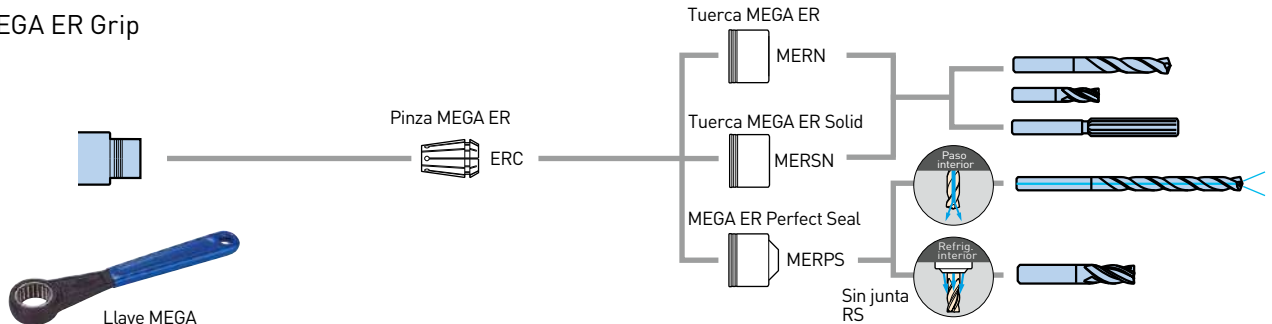 EGA ER Grip
Tuerca MEGA ER
MERN
Pinza MEGA ER
ERC
Tuerca MEGA ER Solid
MERSN
Paso
interior
MEGA ER Perfect Seal
MERPS
Refrig.
interior
Sin junta
RS
Llave MEGA